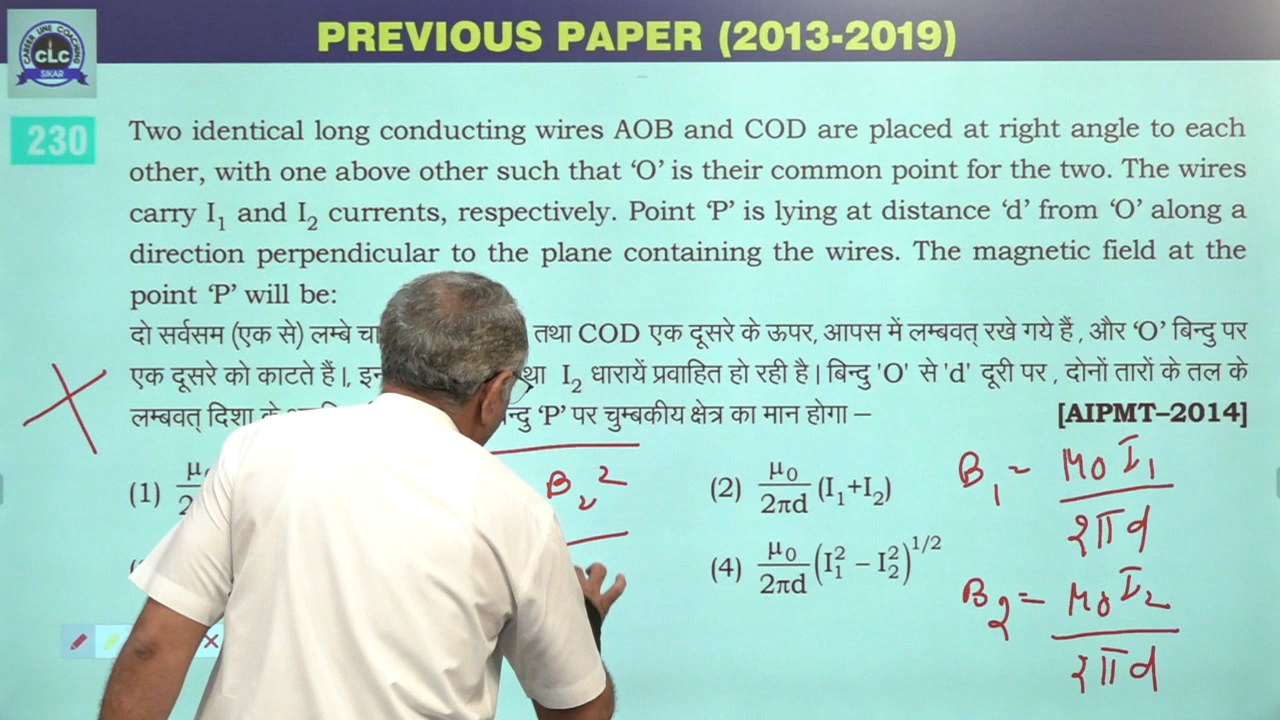 PREVIOUS PAPER (2013-2019)
CAREER LINE COACHING
CLC
SIKAR
230
Two identical long conducting wires AOB and COD are placed at right angle to each
other, with one above other such that ‘O’ is their common point for the two. The wires
carry I₁ and I₂ currents, respectively. Point ‘P’ is lying at distance ‘d’ from ‘O’ along a
direction perpendicular to the plane containing the wires. The magnetic field at the
point ‘P’ will be:
दो सर्वसम (एक से) लम्बे तथा COD एक दूसरे के ऊपर, आपस में लम्बवत् रखे गये हैं, और ‘O’ बिन्दु पर
एक दूसरे को काटते हैं।, I₂ धारायें प्रवाहित हो रही है। बिन्दु 'O' से 'd' दूरी पर, दोनों तारों के तल के
लम्बवत् दिशा ‘P’ पर चुम्बकीय क्षेत्र का मान होगा –
[AIPMT–2014]
(1)
B₂²
(2) μ₀/2πd (I₁+I₂)
(4) μ₀/2πd (I₁² − I₂²)^1/2
B₁ = μ₀I₁/2πd
B₂ = μ₀I₂/2πd